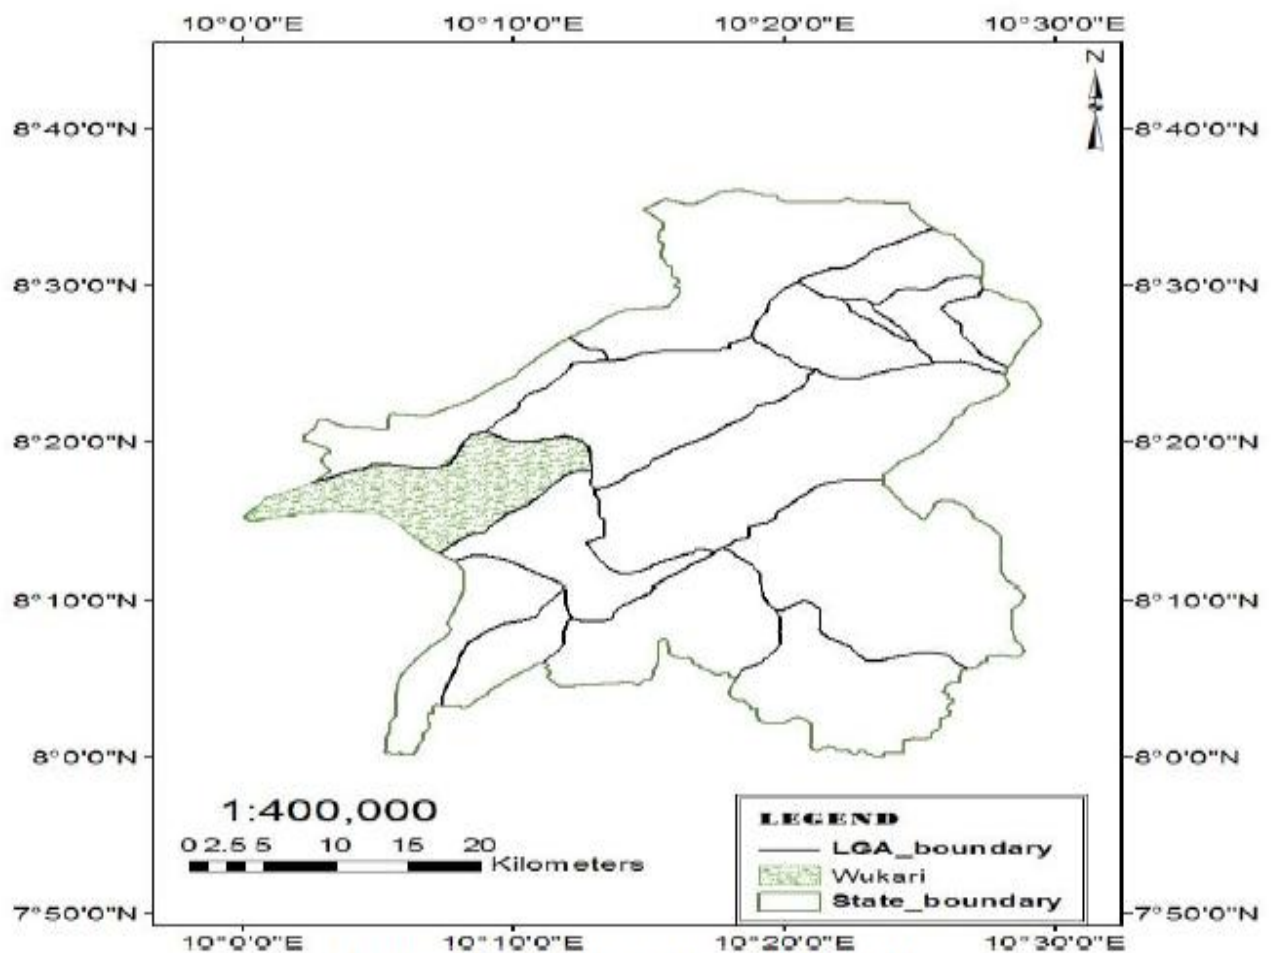 10°0'0"E 10°10'0"E 10°20'0"E 10°30'0"E
N
8°40'0"N 8°40'0"N
8°30'0"N 8°30'0"N
8°20'0"N 8°20'0"N
8°10'0"N 8°10'0"N
8°0'0"N 8°0'0"N
1:400,000
0 2.5 5 10 15 20
Kilometers
LEGEND
LGA_boundary
Wukari
State_boundary
7°50'0"N 7°50'0"N
10°0'0"E 10°10'0"E 10°20'0"E 10°30'0"E